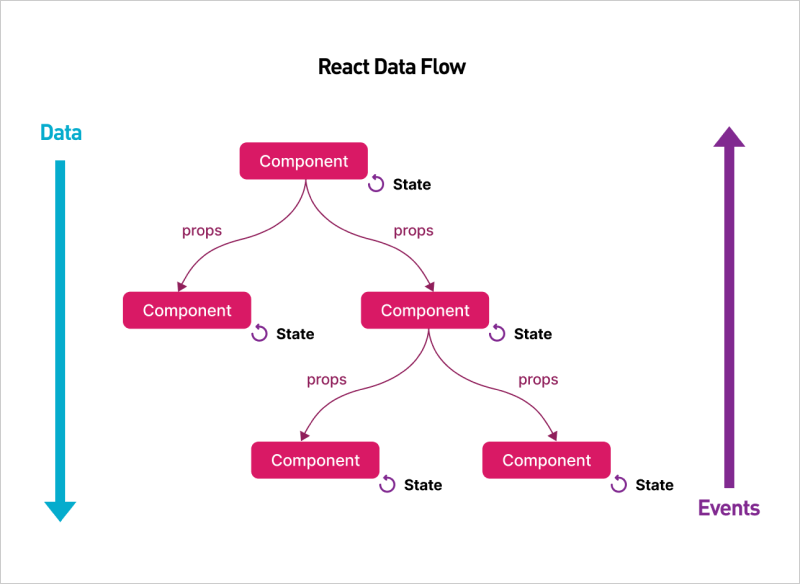 React Data Flow
Data
Component
State
props
props
Component
State
Component
State
props
props
Component
State
Component
State
Events